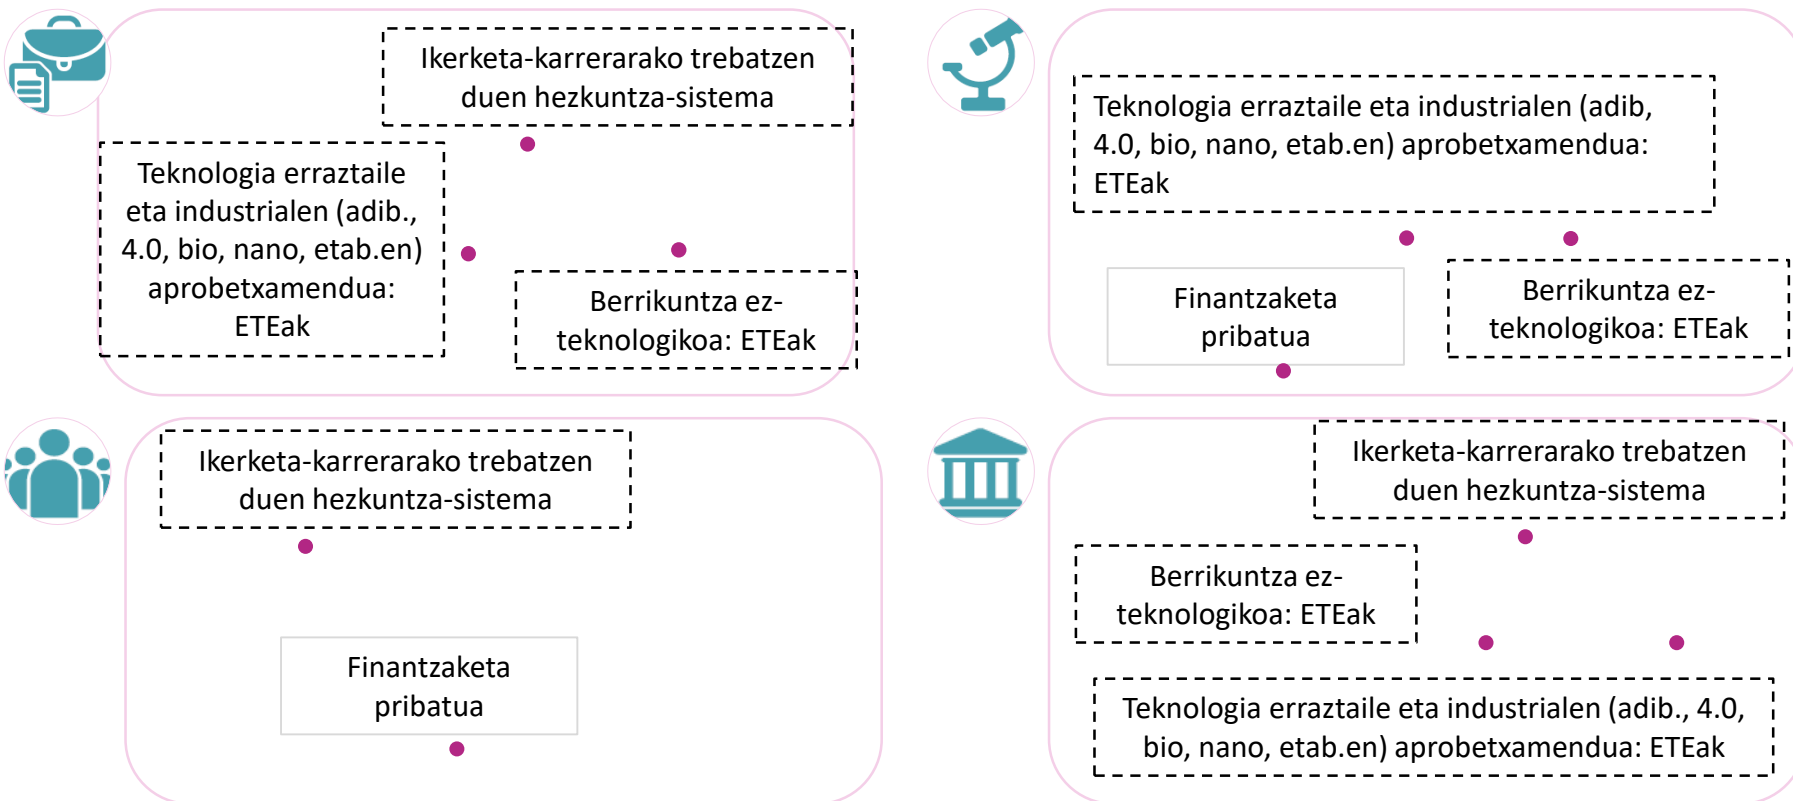 Ikerketa-karrerarako trebatzen
duen hezkuntza-sistema
Teknologia erraztaile
eta industrialen (adib.,
4.0, bio, nano, etab.en)
aprobetxamendua:
ETEak
Berrikuntza ez-
teknologikoa: ETEak
Teknologia erraztaile eta industrialen (adib,
4.0, bio, nano, etab.en) aprobetxamendua:
ETEak
Finantzaketa
pribatua
Berrikuntza ez-
teknologikoa: ETEak
Ikerketa-karrerarako trebatzen
duen hezkuntza-sistema
Finantzaketa
pribatua
Ikerketa-karrerarako trebatzen
duen hezkuntza-sistema
Berrikuntza ez-
teknologikoa: ETEak
Teknologia erraztaile eta industrialen (adib., 4.0,
bio, nano, etab.en) aprobetxamendua: ETEak